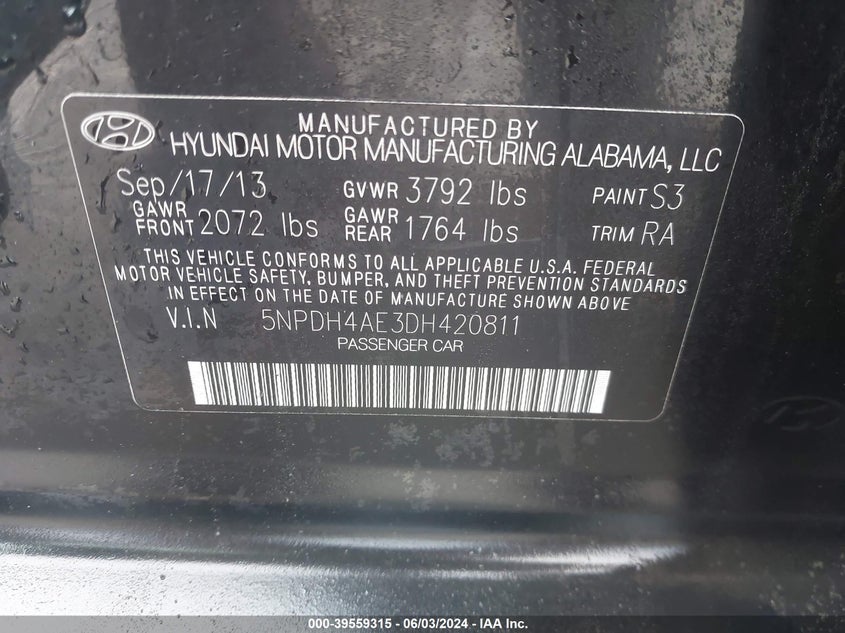 MANUFACTURED BY
HYUNDAI MOTOR MANUFACTURING ALABAMA, LLC
Sep/17/13 GVWR 3792 lbs PAINT S3
GAWR FRONT 2072 lbs GAWR REAR 1764 lbs TRIM RA
THIS VEHICLE CONFORMS TO ALL APPLICABLE U.S.A. FEDERAL
MOTOR VEHICLE SAFETY, BUMPER, AND THEFT PREVENTION STANDARDS
IN EFFECT ON THE DATE OF MANUFACTURE SHOWN ABOVE
V.I.N 5NPDH4AE3DH420811
PASSENGER CAR
000-39559315 - 06/03/2024 - IAA Inc.